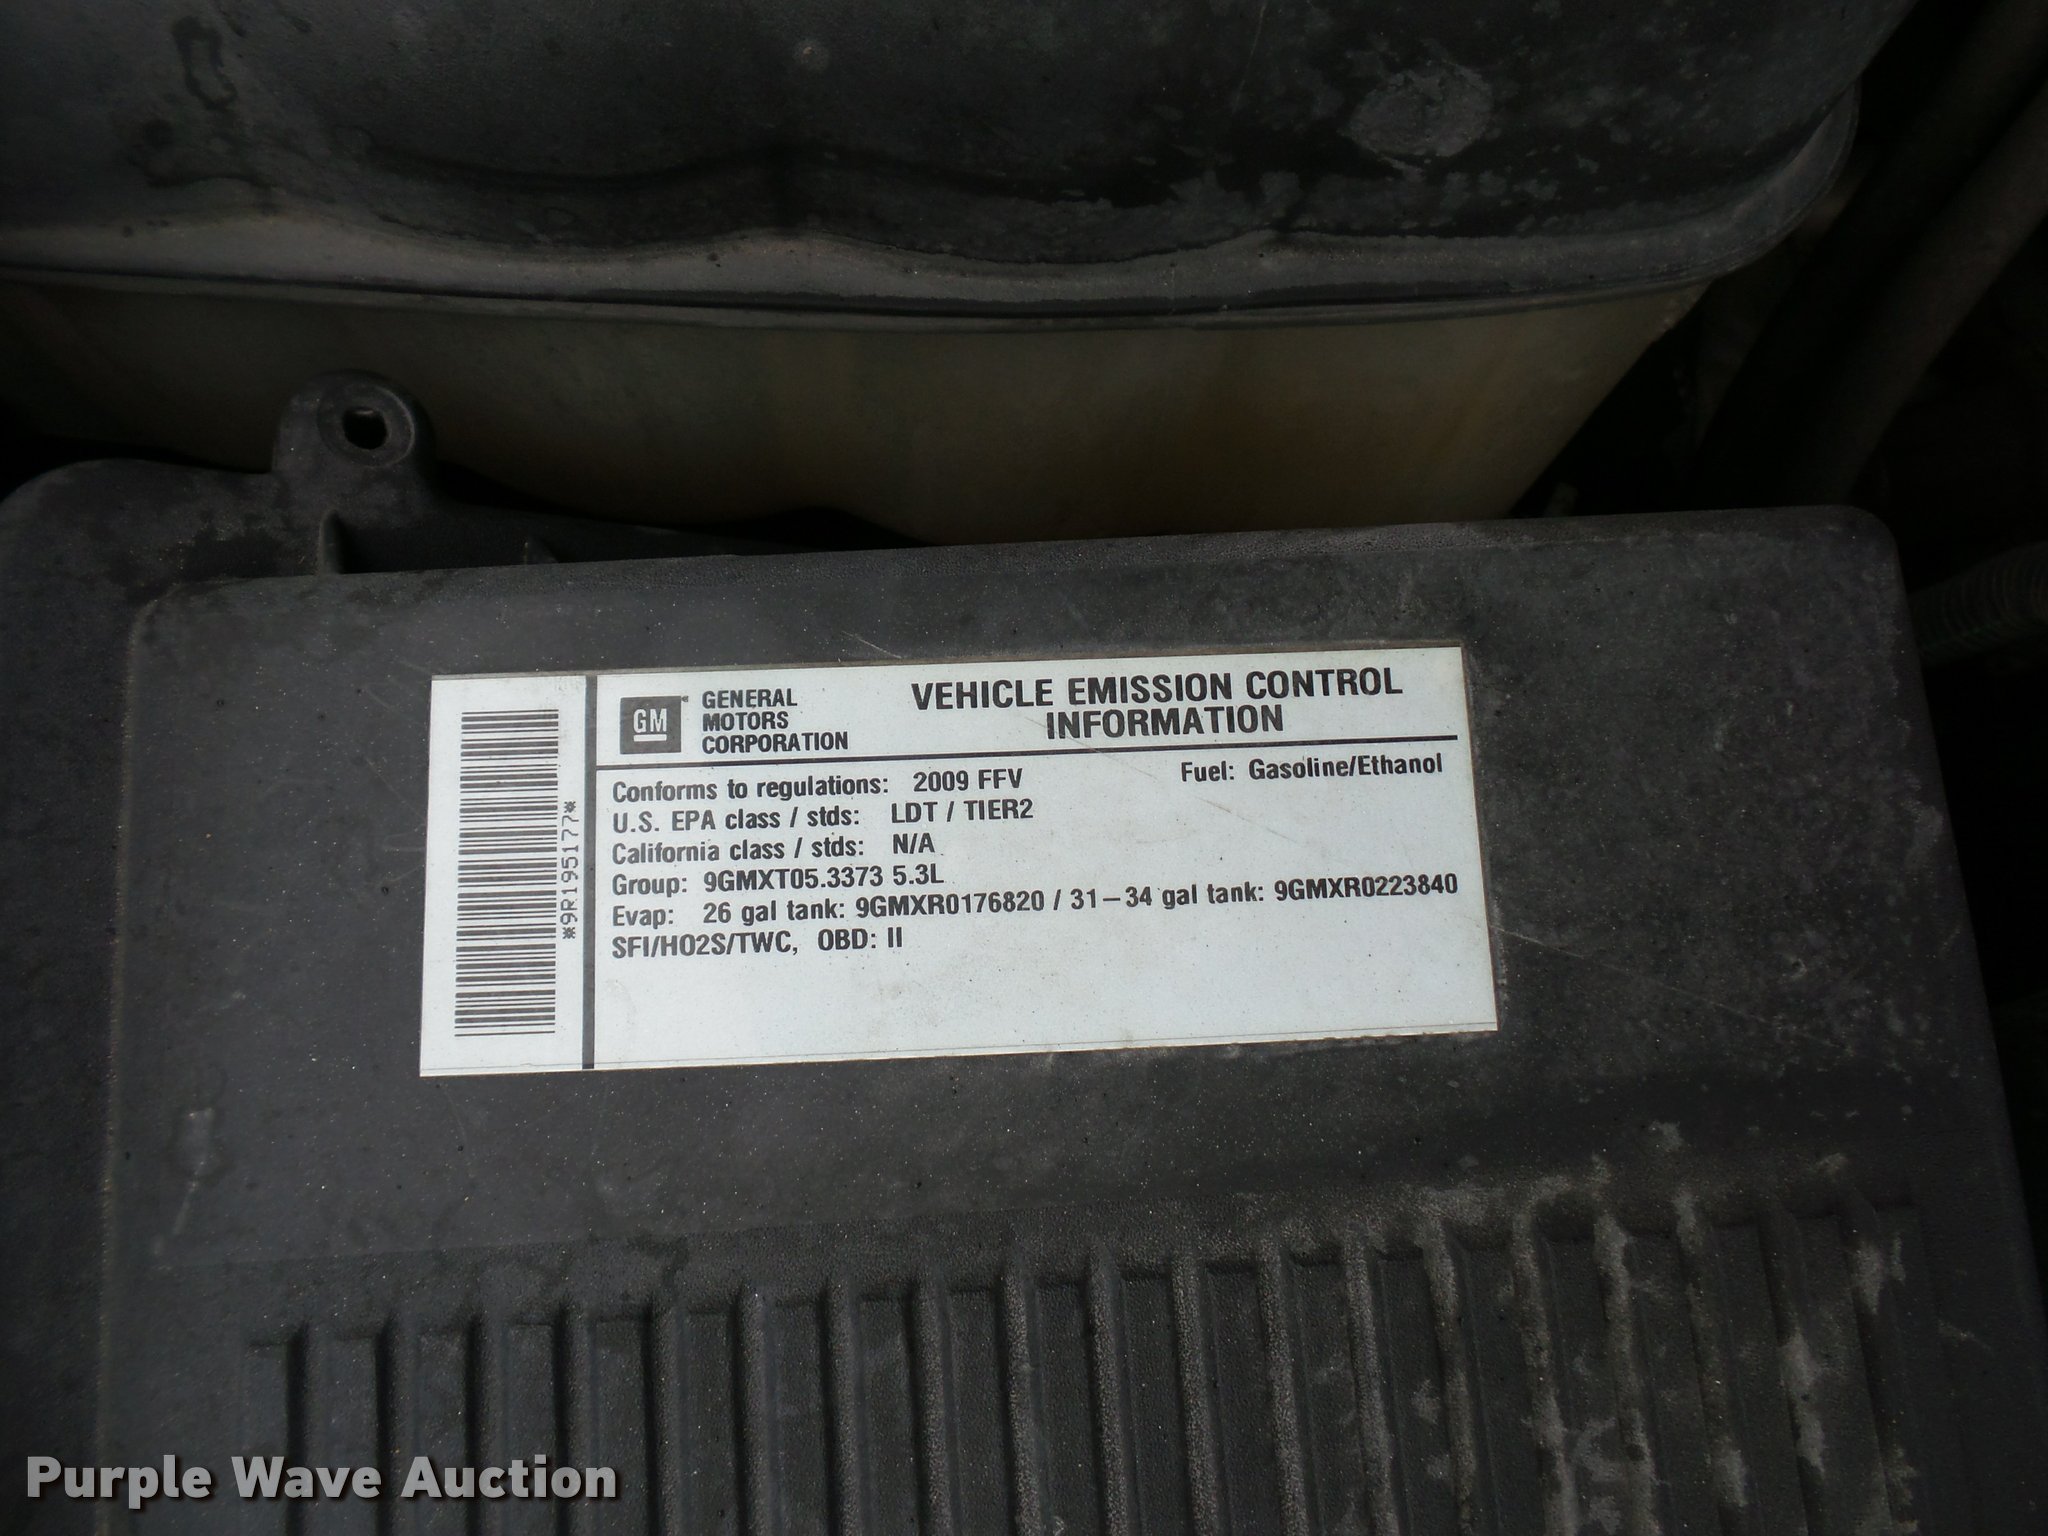 GM
GENERAL
MOTORS
CORPORATION
VEHICLE EMISSION CONTROL
INFORMATION
Conforms to regulations: 2009 FFV
Fuel: Gasoline/Ethanol
U.S. EPA class / stds: LDT / TIER2
California class / stds: N/A
Group: 9GMXT05.3373 5.3L
Evap: 26 gal tank: 9GMXR0176820 / 31-34 gal tank: 9GMXR0223840
SFI/HO2S/TWC, OBD: II
*9R195177*
Purple Wave Auction